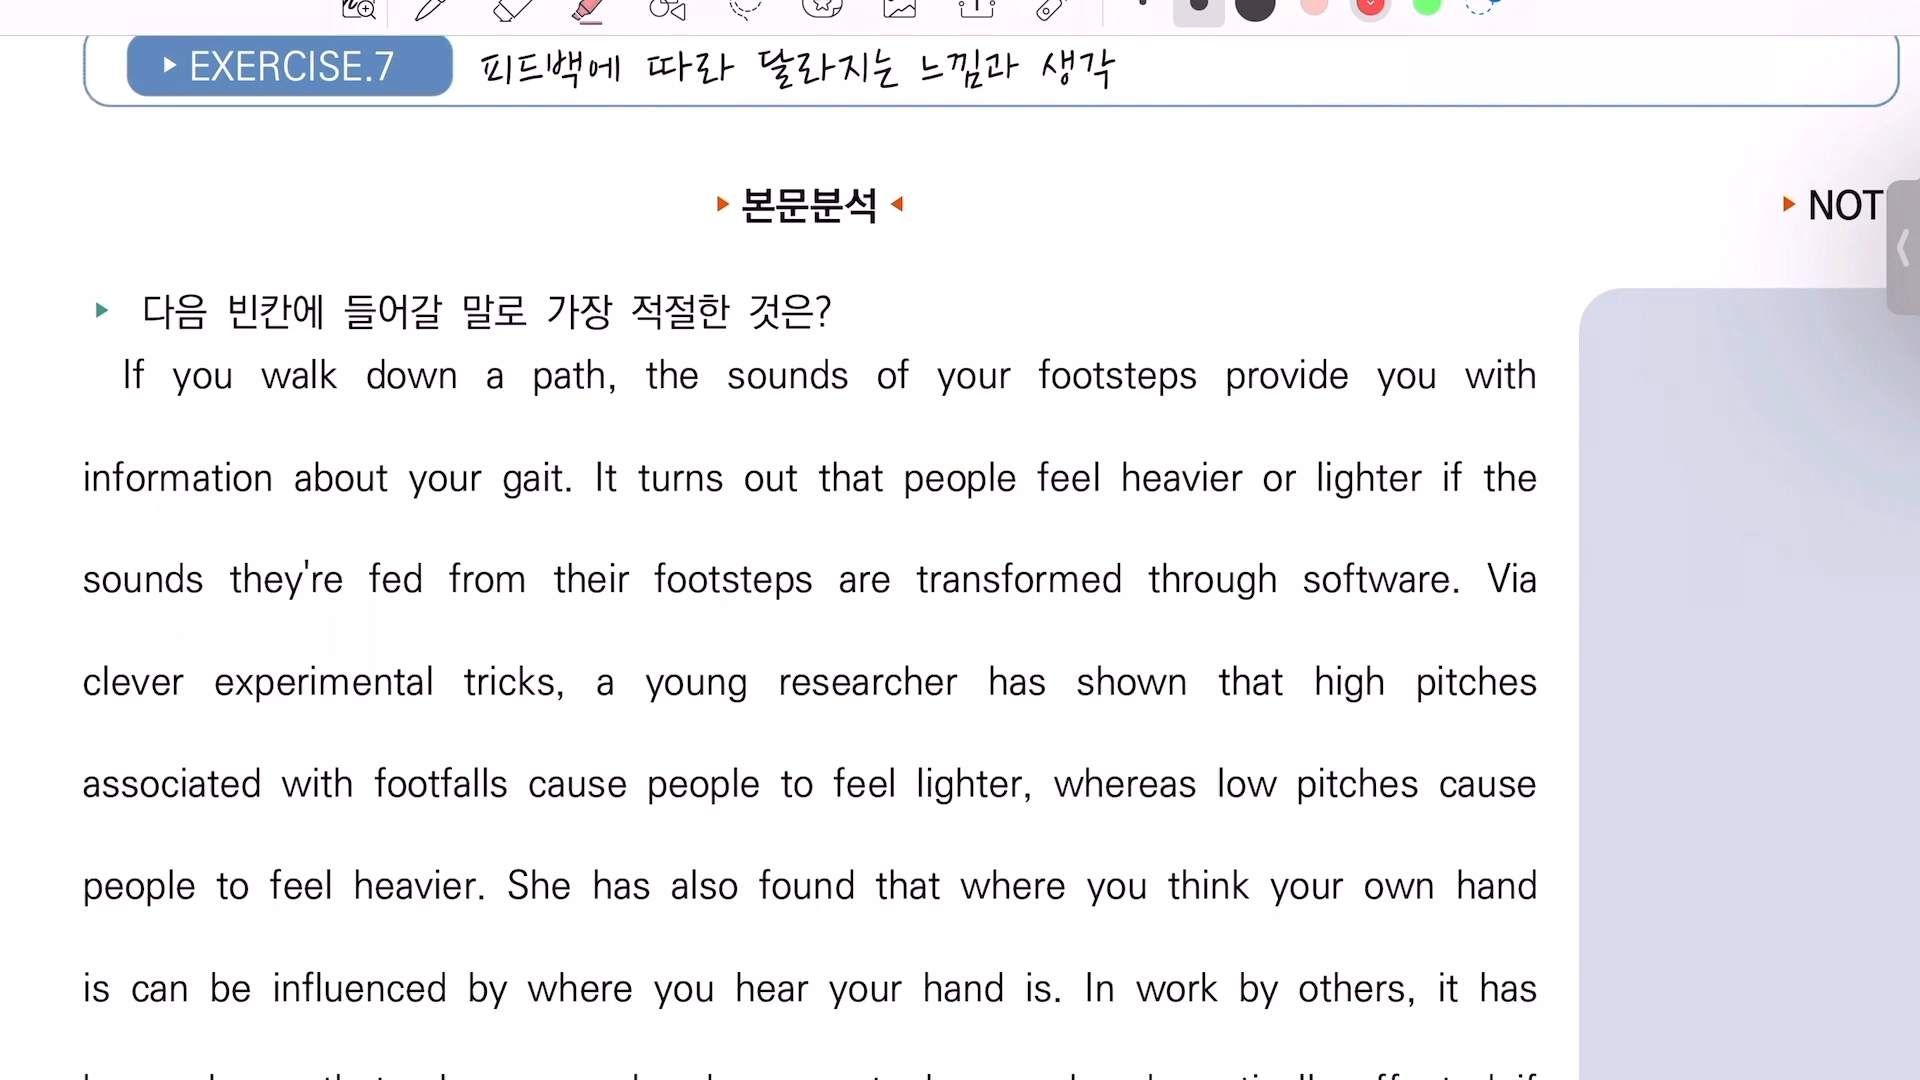 EXERCISE.7 피드백에 따라 달라지는 느낌과 생각
본문분석
NOT
다음 빈칸에 들어갈 말로 가장 적절한 것은?
If you walk down a path, the sounds of your footsteps provide you with
information about your gait. It turns out that people feel heavier or lighter if the
sounds they're fed from their footsteps are transformed through software. Via
clever experimental tricks, a young researcher has shown that high pitches
associated with footfalls cause people to feel lighter, whereas low pitches cause
people to feel heavier. She has also found that where you think your own hand
is can be influenced by where you hear your hand is. In work by others, it has